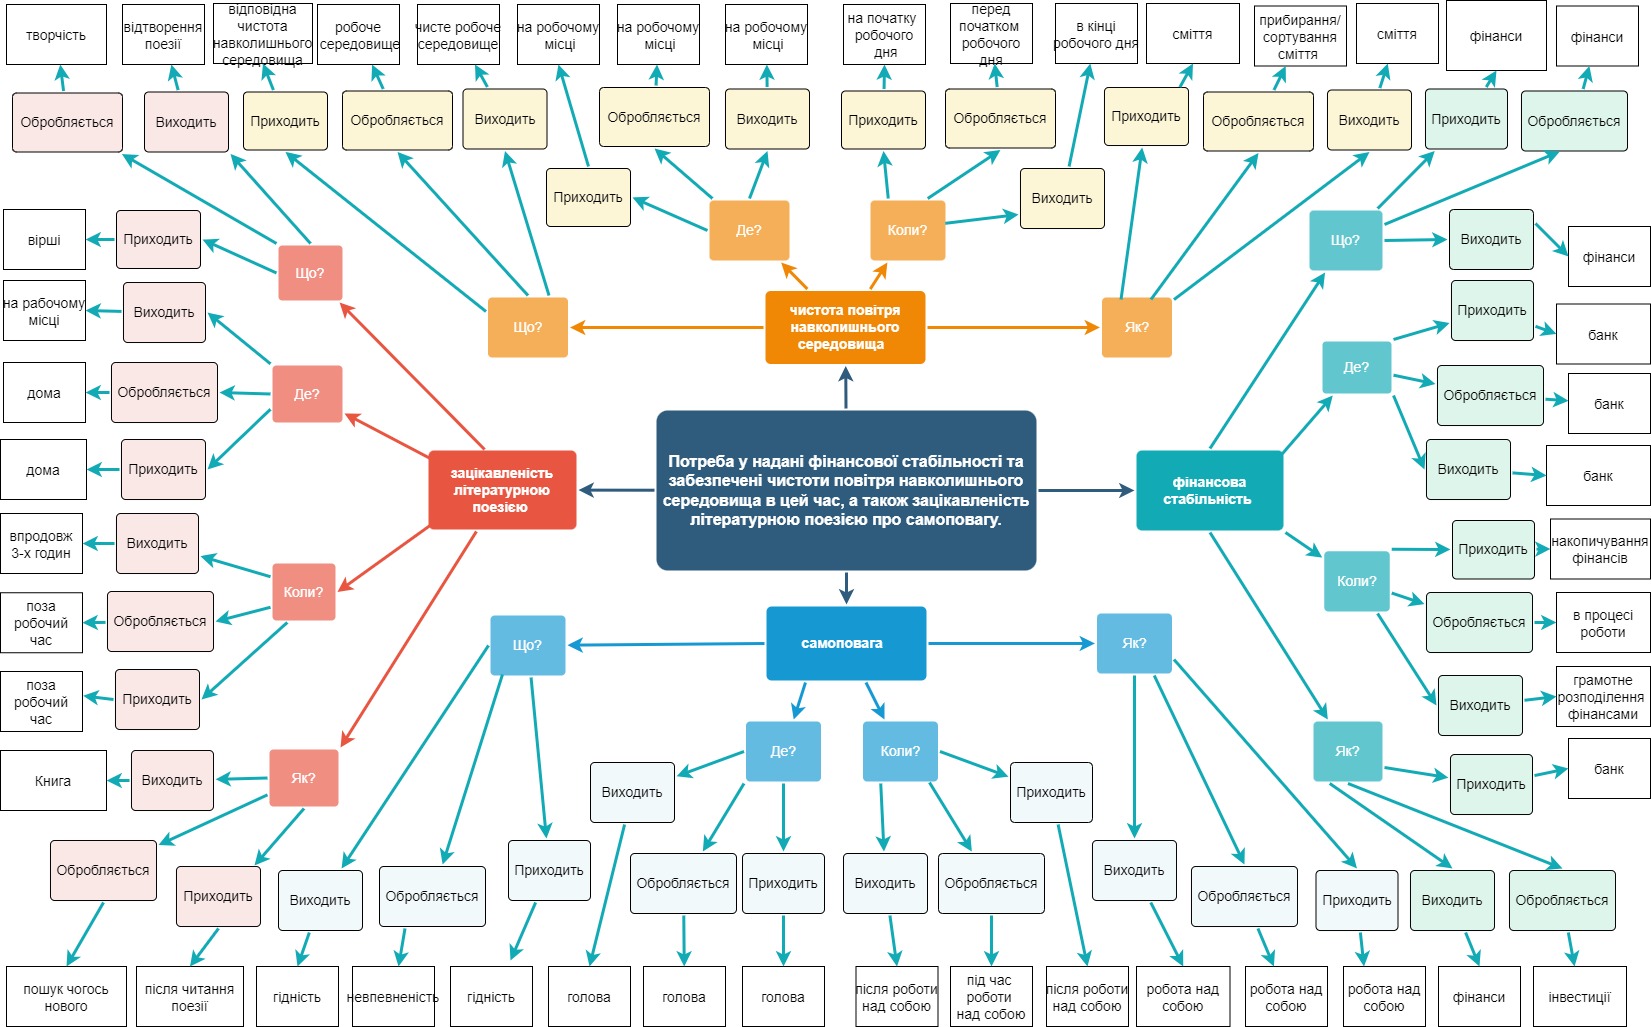 творчість
відтворення
поезії
відповідна
чистота
навколишнього
середовища
робоче
середовище
чисте робоче
середовище
на робочому
місці
на робочому
місці
на робочому
місці
на початку
робочого
дня
перед
початком
робочого
дня
в кінці
робочого дня
сміття
прибирання/
сортування
сміття
сміття
фінанси
фінанси
Обробляється
Виходить
Приходить
Обробляється
Виходить
Обробляється
Виходить
Приходить
Обробляється
Приходить
Обробляється
Виходить
Приходить
Обробляється
Приходить
Виходить
вірші
Приходить
Що?
Де?
Коли?
Що?
Виходить
фінанси
на рабочому
місці
Виходить
Що?
чистота повітря
навколишнього
середовища
Як?
Приходить
банк
Де?
дома
Обробляється
Де?
Обробляється
банк
дома
Приходить
зацікавленість
літературною
поезією
Потреба у надані фінансової стабільності та
забезпечені чистоти повітря навколишнього
середовища в цей час, а також зацікавленість
літературною поезією про самоповагу.
фінансова
стабільність
Виходить
банк
впродовж
3-х годин
Виходить
Приходить
накопичування
фінансів
Коли?
Коли?
поза
робочий
час
Обробляється
Обробляється
в процесі
роботи
Що?
самоповага
Як?
поза
робочий
час
Приходить
Виходить
грамотне
розподілення
фінансами
Де?
Коли?
Як?
Книга
Виходить
Як?
Виходить
Приходить
Приходить
банк
Обробляється
Приходить
Виходить
Обробляється
Приходить
Обробляється
Приходить
Виходить
Обробляється
Виходить
Обробляється
Приходить
Виходить
Обробляється
пошук чогось
нового
після читання
поезії
гідність
невпевненість
гідність
голова
голова
голова
після роботи
над собою
під час
роботи
над собою
після роботи
над собою
робота над
собою
робота над
собою
робота над
собою
фінанси
інвестиції